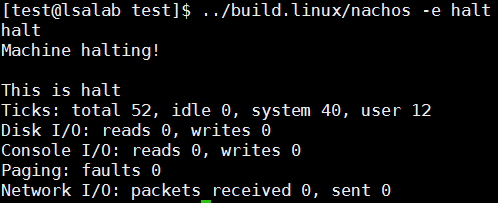 [test@lsalab test]$ ../build.linux/nachos -e halt
halt
Machine halting!
This is halt
Ticks: total 52, idle 0, system 40, user 12
Disk I/O: reads 0, writes 0
Console I/O: reads 0, writes 0
Paging: faults 0
Network I/O: packets received 0, sent 0